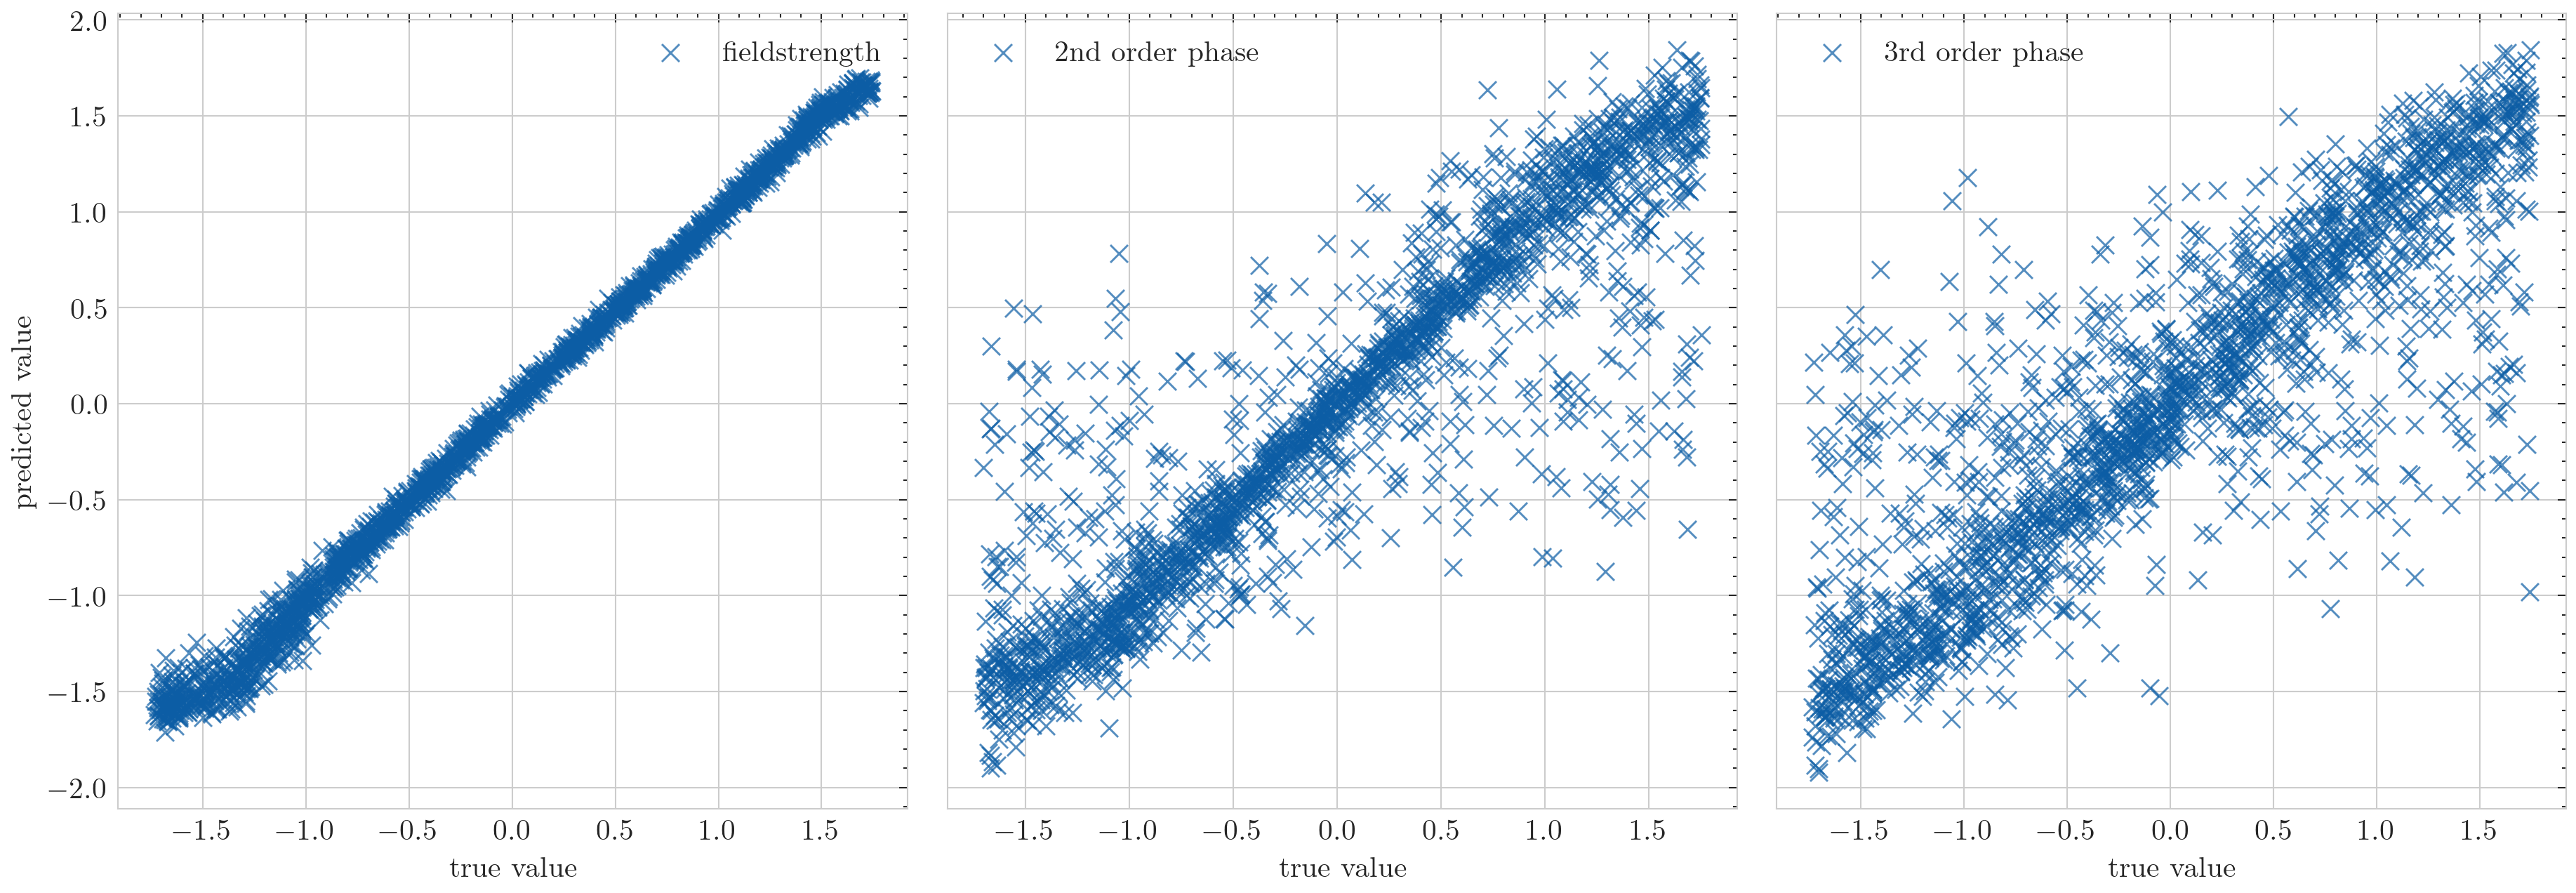 fieldstrength
2nd order phase
3rd order phase
predicted value
2.0
1.5
1.0
0.5
0.0
−0.5
−1.0
−1.5
−2.0
−1.5 −1.0 −0.5 0.0 0.5 1.0 1.5
−1.5 −1.0 −0.5 0.0 0.5 1.0 1.5
−1.5 −1.0 −0.5 0.0 0.5 1.0 1.5
true value
true value
true value